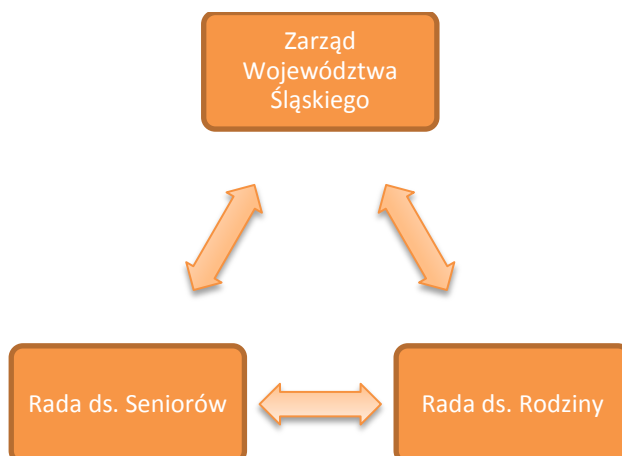 Zarząd
Województwa
Śląskiego
Rada ds. Seniorów
Rada ds. Rodziny